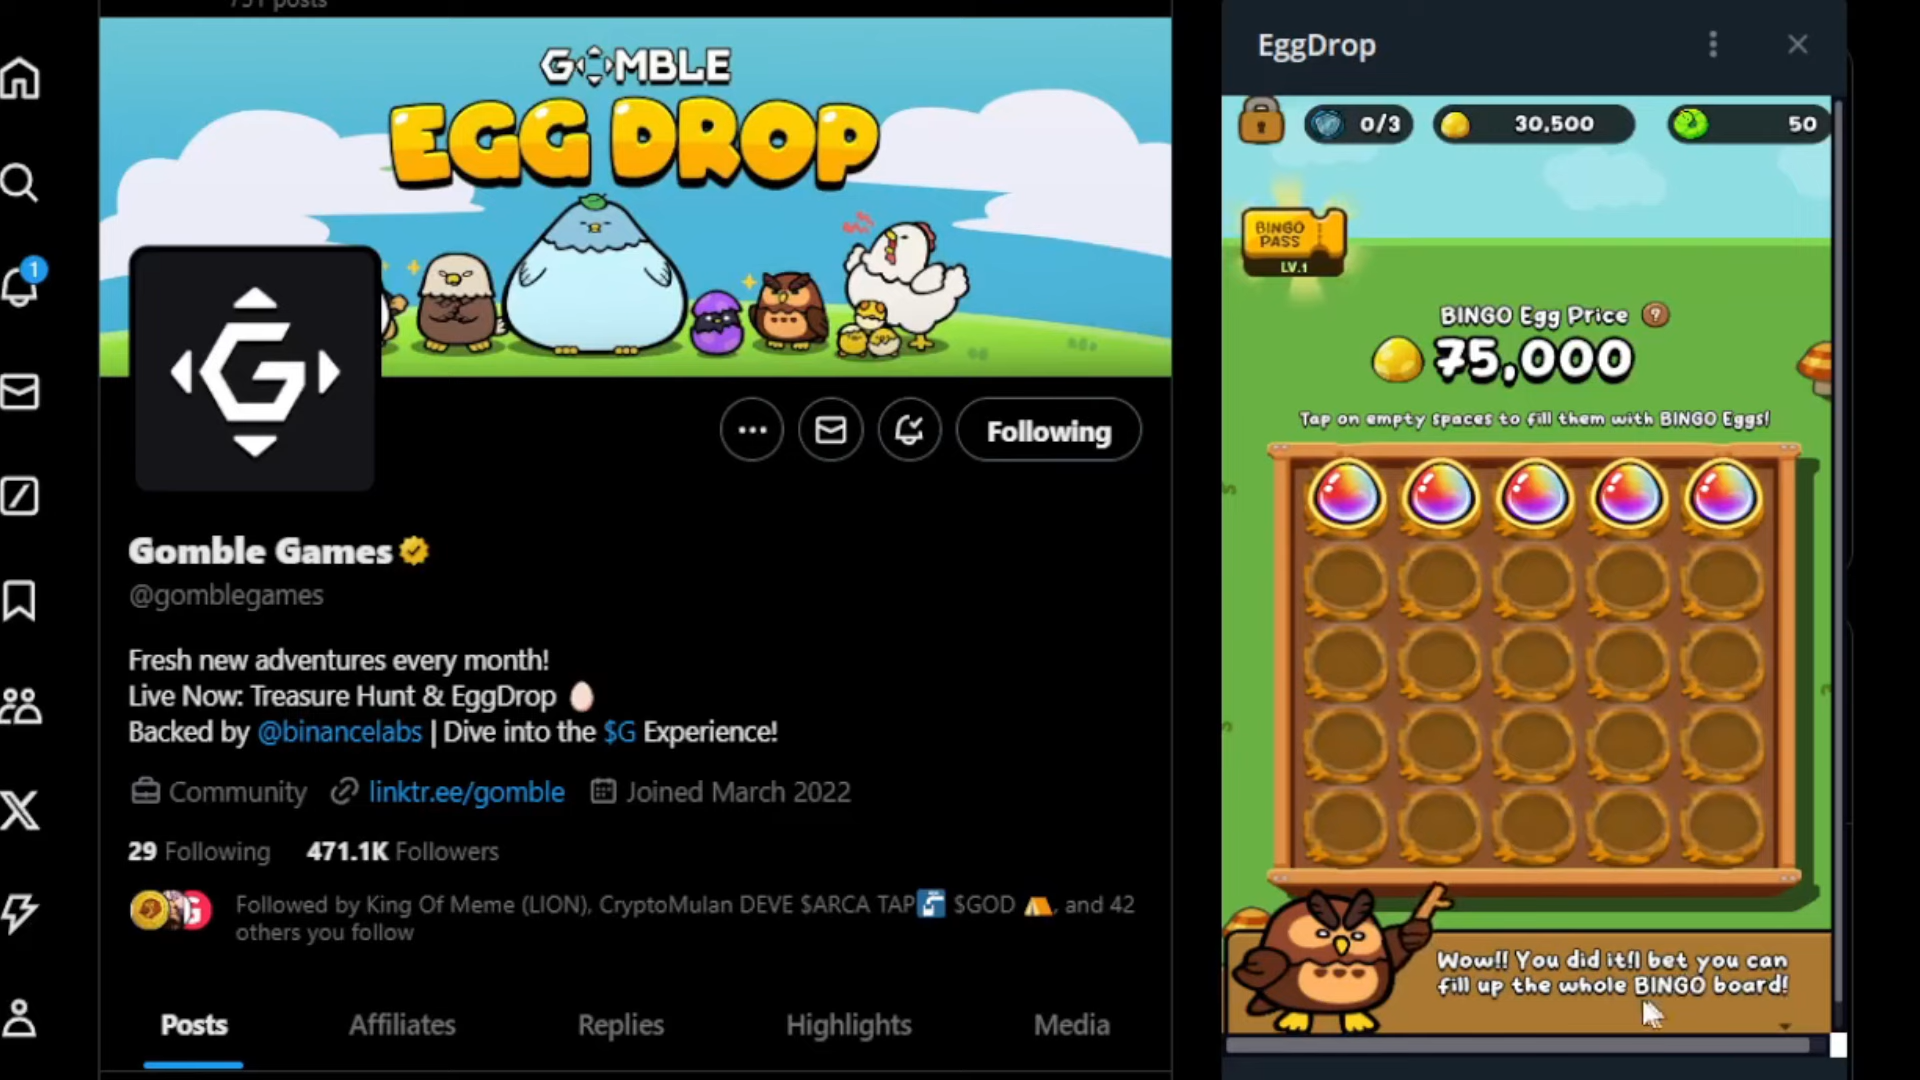 751 posts
GOMBLE
EGG DROP
1
Following
Gomble Games
@gomblegames
Fresh new adventures every month!
Live Now: Treasure Hunt & EggDrop 🥚
Backed by @binancelabs | Dive into the $G Experience!
Community linktr.ee/gomble Joined March 2022
29 Following 471.1K Followers
Followed by King Of Meme (LION), CryptoMulan DEVE $ARCA TAP🚰 $GOD ⛺, and 42
others you follow
Posts Affiliates Replies Highlights Media
EggDrop
0/3 30,500 50
BINGO
PASS
LV.1
BINGO Egg Price ?
75,000
Tap on empty spaces to fill them with BINGO Eggs!
Wow!! You did it!I bet you can
fill up the whole BINGO board!